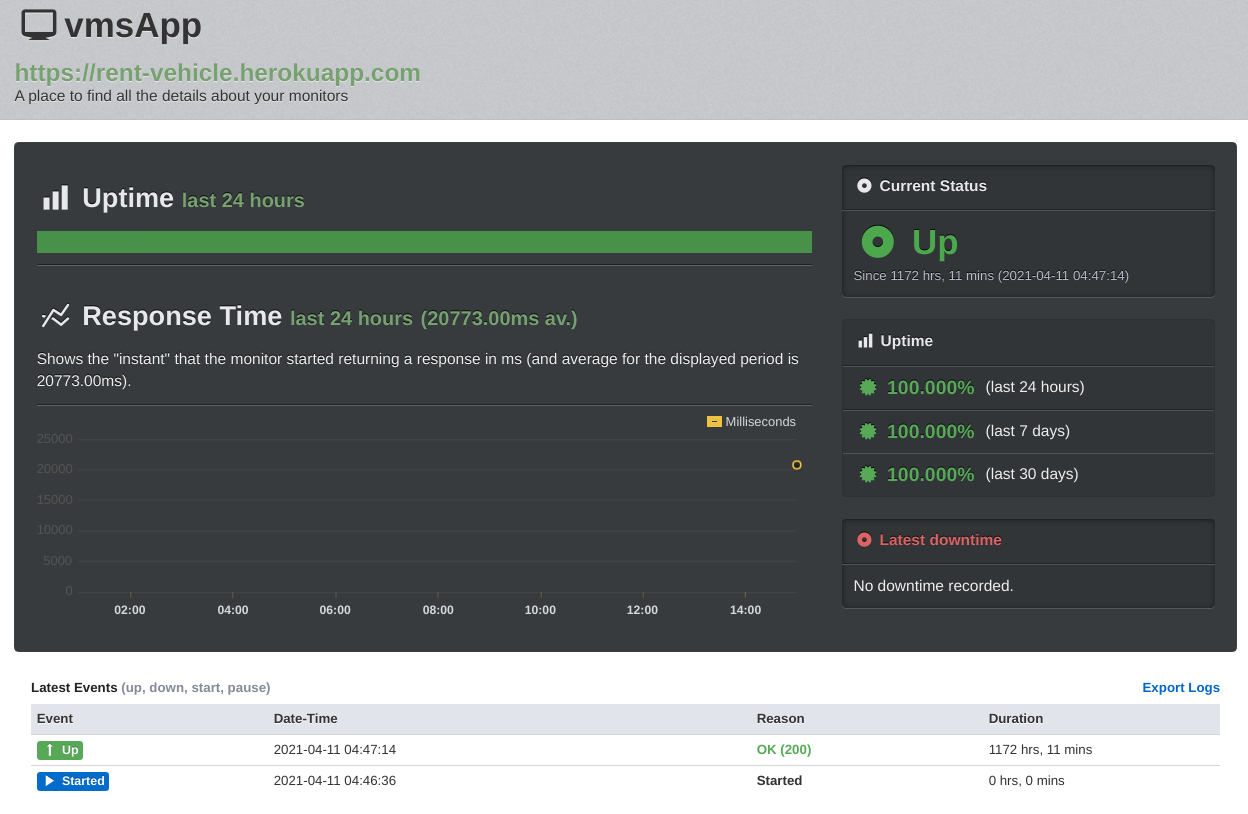 vmsApp
https://rent-vehicle.herokuapp.com
A place to find all the details about your monitors
Uptime last 24 hours
Response Time last 24 hours (20773.00ms av.)
Shows the "instant" that the monitor started returning a response in ms (and average for the displayed period is
20773.00ms).
Milliseconds
25000
20000
15000
10000
5000
0
02:00 04:00 06:00 08:00 10:00 12:00 14:00
Current Status
Up
Since 1172 hrs, 11 mins (2021-04-11 04:47:14)
Uptime
100.000% (last 24 hours)
100.000% (last 7 days)
100.000% (last 30 days)
Latest downtime
No downtime recorded.
Latest Events (up, down, start, pause) Export Logs
Event Date-Time Reason Duration
Up 2021-04-11 04:47:14 OK (200) 1172 hrs, 11 mins
Started 2021-04-11 04:46:36 Started 0 hrs, 0 mins